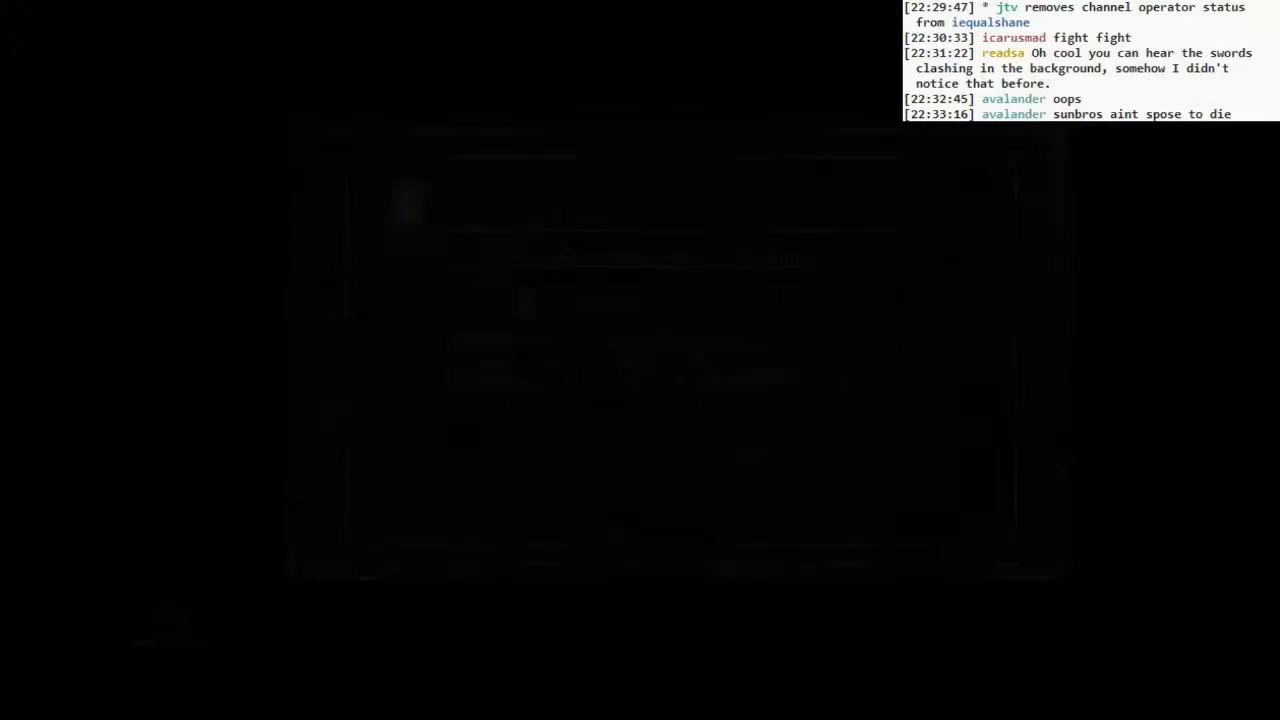 [22:29:47] * jtv removes channel operator status
from iequalshane
[22:30:33] icarusmad fight fight
[22:31:22] readsa Oh cool you can hear the swords
clashing in the background, somehow I didn't
notice that before.
[22:32:45] avalander oops
[22:33:16] avalander sunbros aint spose to die